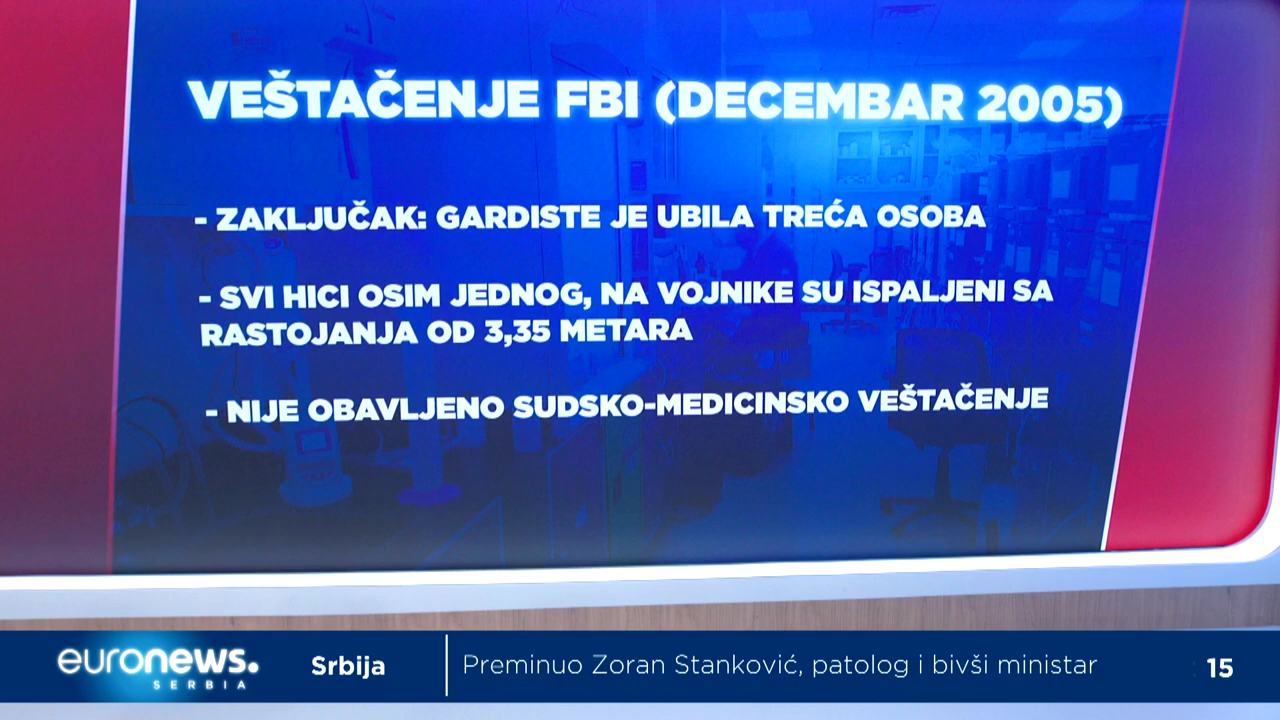 VEŠTAČENJE FBI (DECEMBAR 2005)
- ZAKLJUČAK: GARDISTE JE UBILA TREĆA OSOBA
- SVI HICI OSIM JEDNOG, NA VOJNIKE SU ISPALJENI SA
RASTOJANJA OD 3,35 METARA
- NIJE OBAVLJENO SUDSKO-MEDICINSKO VEŠTAČENJE
euronews.
SERBIA
Srbija
Preminuo Zoran Stanković, patolog i bivši ministar
15